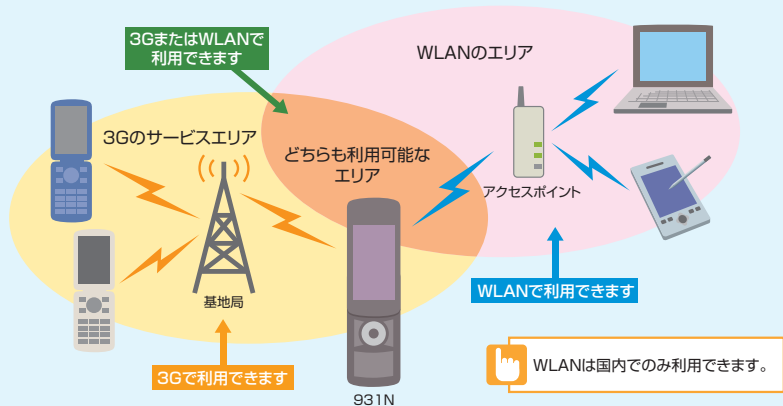 3GまたはWLANで
利用できます
WLANのエリア
3Gのサービスエリア
どちらも利用可能な
エリア
アクセスポイント
基地局
WLANで利用できます
3Gで利用できます
WLANは国内でのみ利用できます。
931N